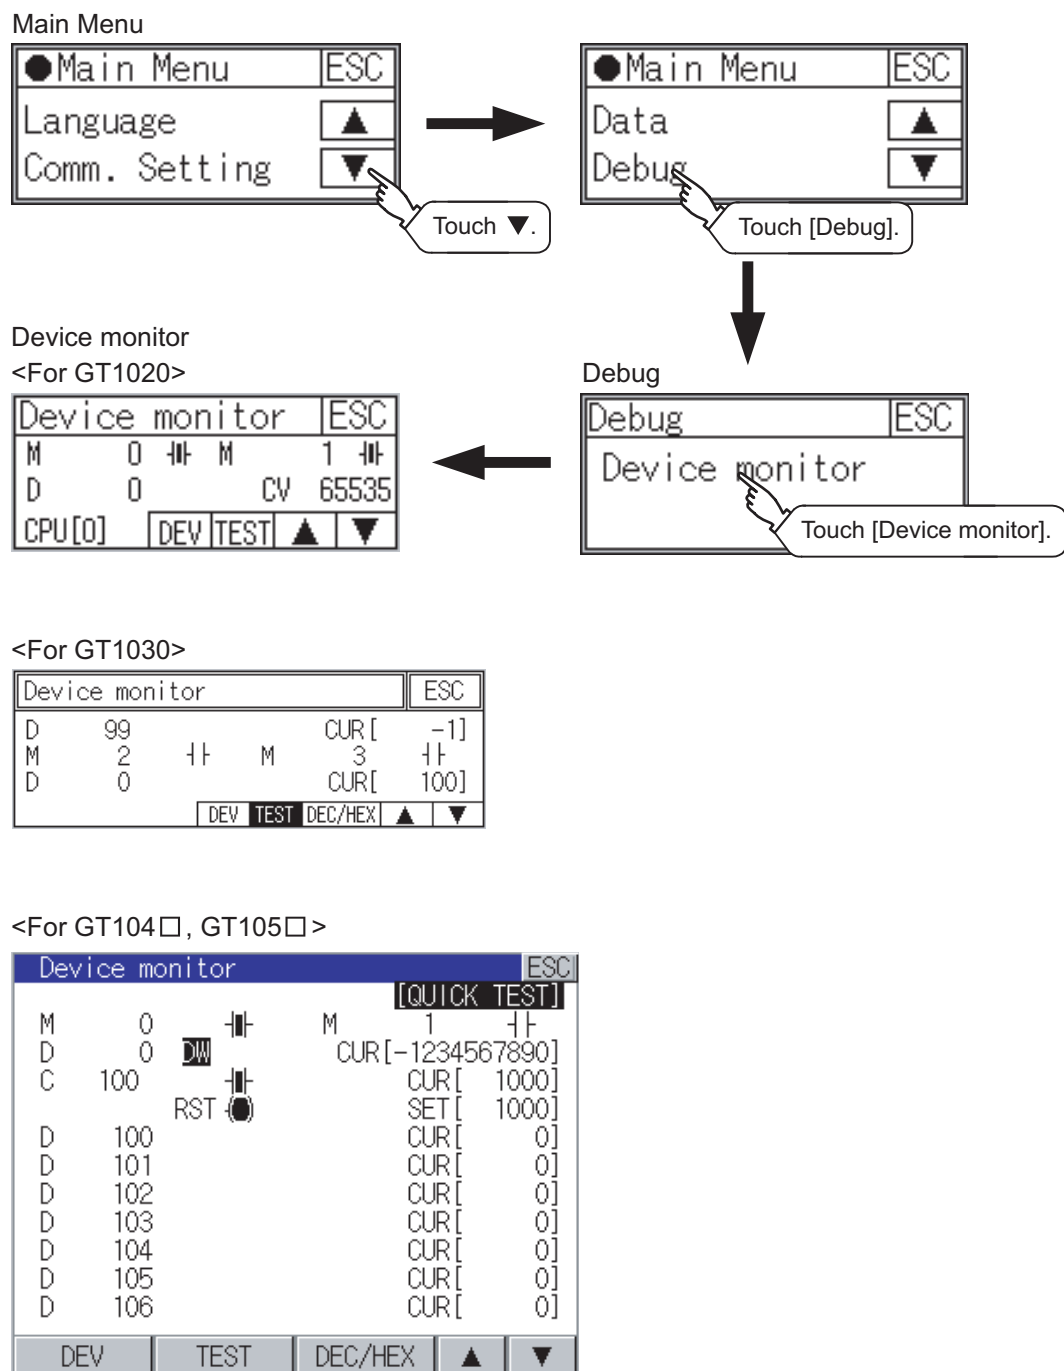 Main Menu
●Main Menu ESC
Language ▲
Comm. Setting ▼
Touch ▼.
●Main Menu ESC
Data ▲
Debug ▼
Touch [Debug].
Device monitor
<For GT1020>
Device monitor ESC
M 0 M 1
D 0 CV 65535
CPU[0] DEV TEST ▲ ▼
Debug
Debug ESC
Device monitor
Touch [Device monitor].
<For GT1030>
Device monitor ESC
D 99 CUR[ -1]
M 2 M 3
D 0 CUR[ 100]
DEV TEST DEC/HEX ▲ ▼
<For GT104□, GT105□>
Device monitor ESC
[QUICK TEST]
M 0 M 1
D 0 DW CUR[-1234567890]
C 100 CUR[ 1000]
RST SET[ 1000]
D 100 CUR[ 0]
D 101 CUR[ 0]
D 102 CUR[ 0]
D 103 CUR[ 0]
D 104 CUR[ 0]
D 105 CUR[ 0]
D 106 CUR[ 0]
DEV TEST DEC/HEX ▲ ▼